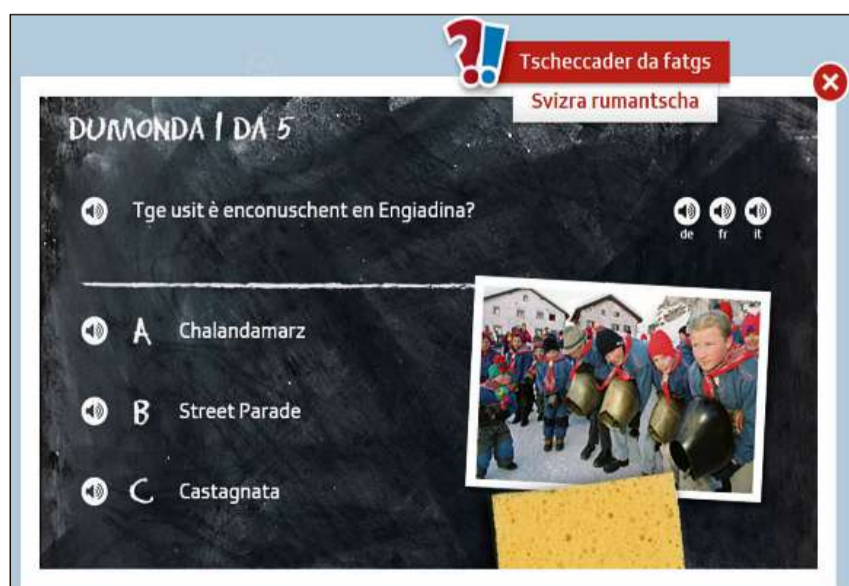 ?!
Tscheccader da fatgs
Svizra rumantscha
DUMONDA 1 DA 5
Tge usit è enconuschent en Engiadina?
de fr it
A Chalandamarz
B Street Parade
C Castagnata